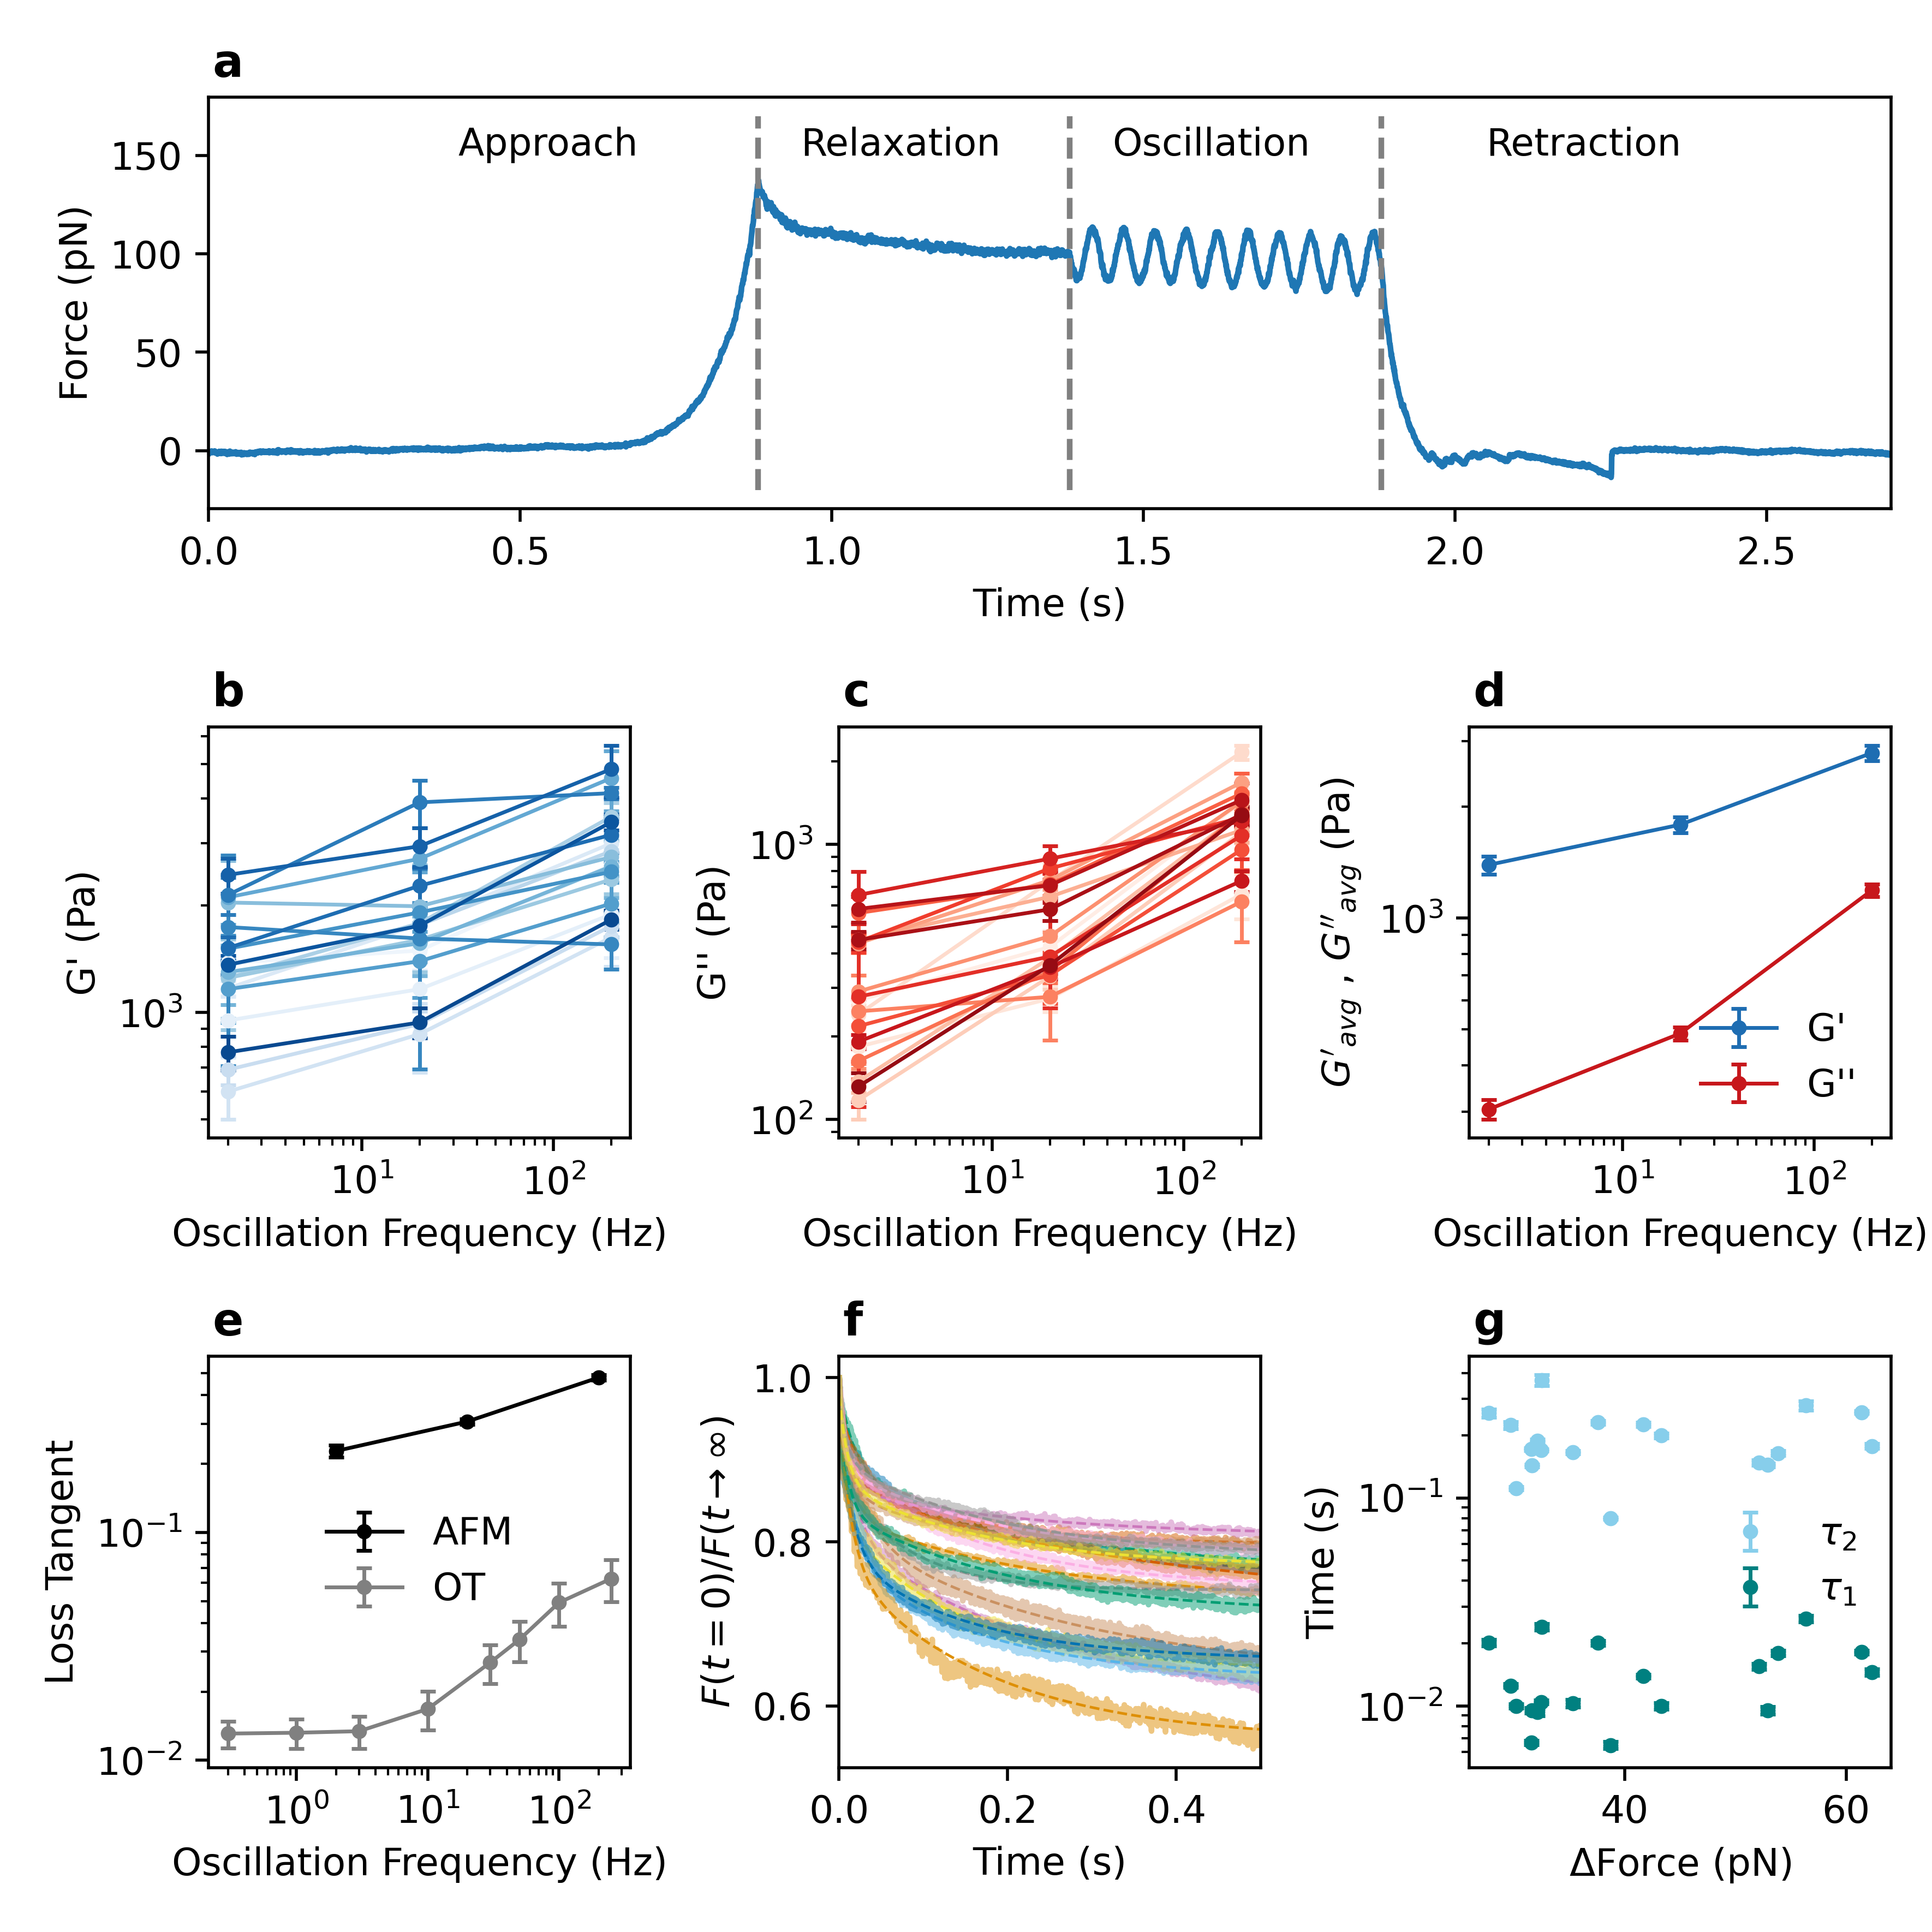 a
Approach
Relaxation
Oscillation
Retraction
150
100
50
0
Force (pN)
0.0
0.5
1.0
1.5
2.0
2.5
Time (s)
b
c
d
G' (Pa)
10³
10¹
10²
Oscillation Frequency (Hz)
G'' (Pa)
10³
10²
10¹
10²
Oscillation Frequency (Hz)
G'avg , G''avg (Pa)
10³
G'
G''
10¹
10²
Oscillation Frequency (Hz)
e
f
g
Loss Tangent
10⁻¹
10⁻²
AFM
OT
10⁰
10¹
10²
Oscillation Frequency (Hz)
F(t = 0)/F(t → ∞)
1.0
0.8
0.6
0.0
0.2
0.4
Time (s)
Time (s)
10⁻¹
10⁻²
τ₂
τ₁
40
60
ΔForce (pN)